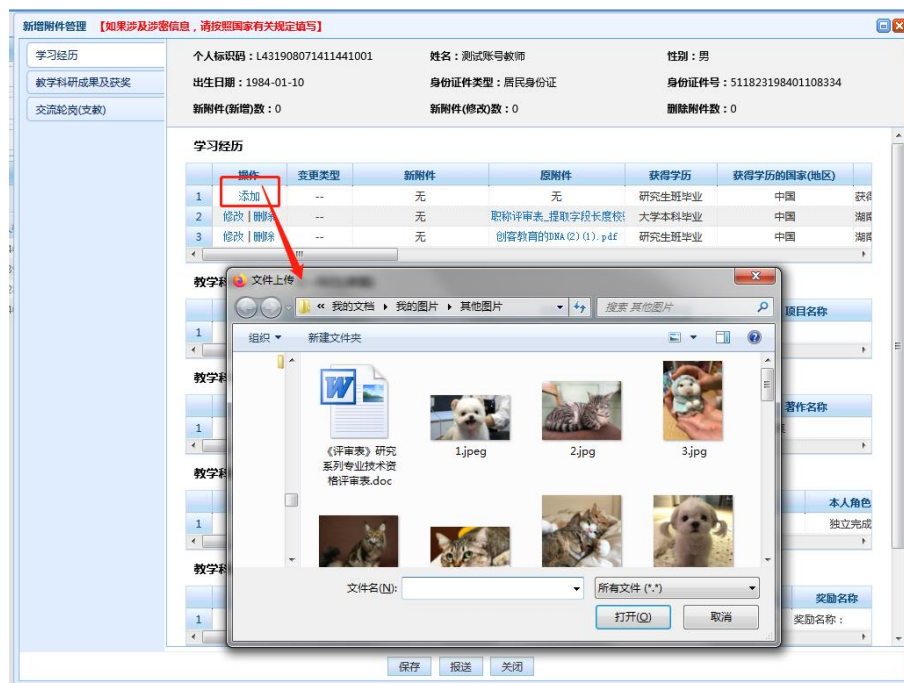 新增附件管理 【如果涉及涉密信息，请按照国家有关规定填写】
学习经历
教学科研成果及获奖
交流轮岗(支教)
个人标识码：L431908071411441001 姓名：测试账号教师 性别：男
出生日期：1984-01-10 身份证件类型：居民身份证 身份证件号：511823198401108334
新附件(新增)数：0 新附件(修改)数：0 删除附件数：0
学习经历
操作 变更类型 新附件 原附件 获得学历 获得学历的国家(地区)
1 添加 -- 无 无 研究生班毕业 中国 获得
2 修改 | 删除 -- 无 职称评审表_提取字段长度校 大学本科毕业 中国 湖南
3 修改 | 删除 -- 无 创客教育的DNA(2)(1).pdf 研究生班毕业 中国 湖南
教学科
文件上传
« 我的文档 我的图片 其他图片 搜索 其他图片
项目名称
1
组织 新建文件夹
教学科
著作名称
1
《评审表》研究系列专业技术资格评审表.doc
1.jpeg
2.jpg
3.jpg
教学科
本人角色
1 独立完成
教学科
文件名(N): 所有文件 (*.*)
奖励名称
打开(O) 取消
1 奖励名称：
保存 报送 关闭